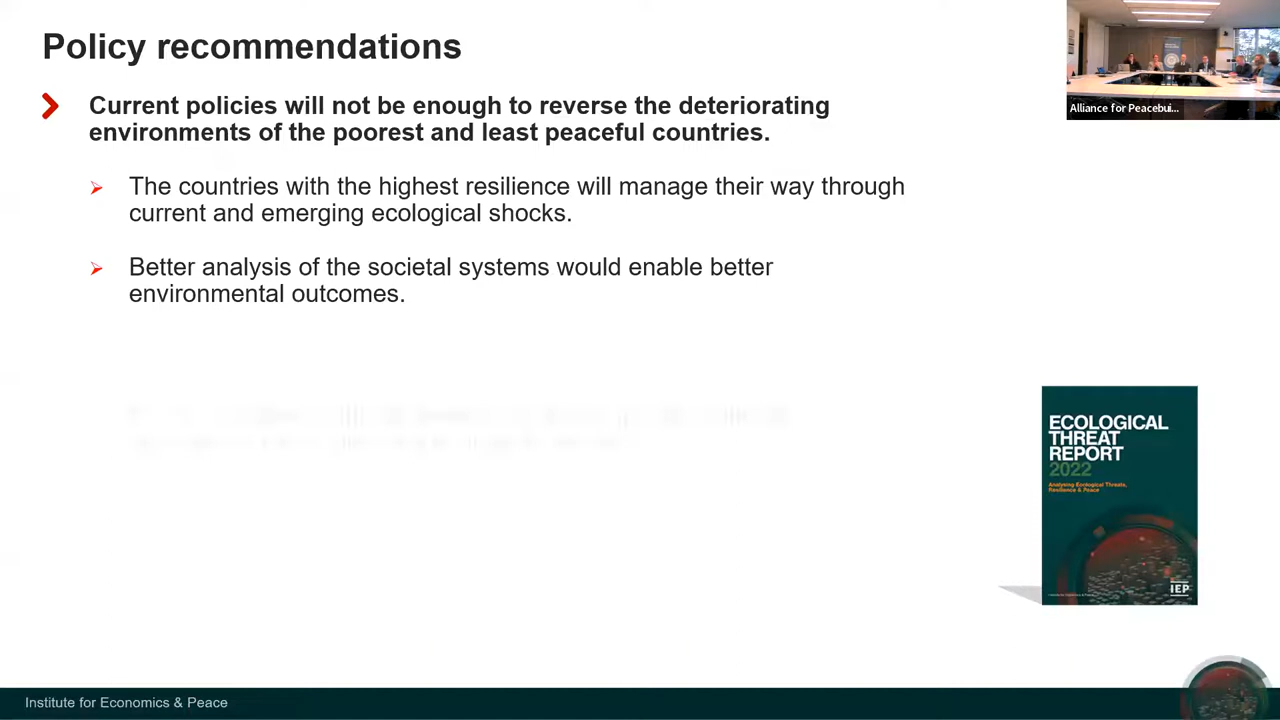 Policy recommendations
Alliance for Peacebui...
Current policies will not be enough to reverse the deteriorating
environments of the poorest and least peaceful countries.
The countries with the highest resilience will manage their way through
current and emerging ecological shocks.
Better analysis of the societal systems would enable better
environmental outcomes.
ECOLOGICAL
THREAT
REPORT
2022
Analysing Ecological Threats,
Resilience & Peace
IEP
Institute for Economics & Peace